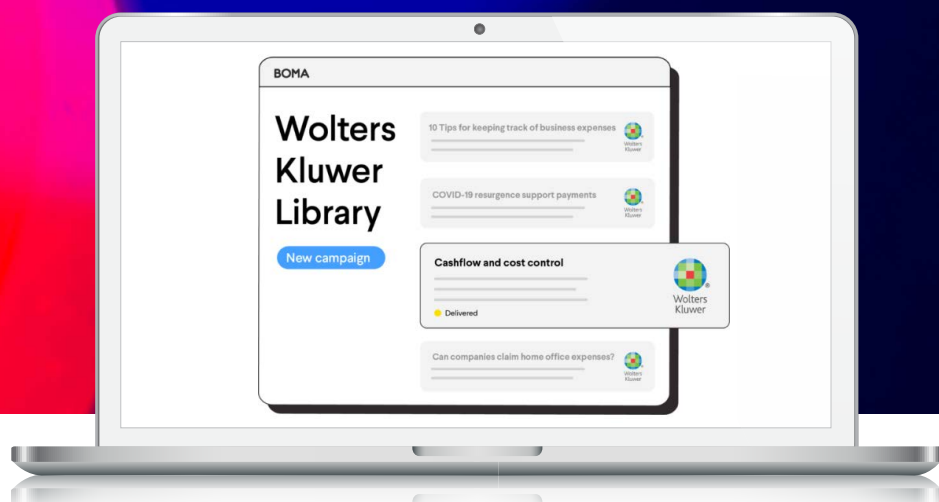 BOMA
Wolters
Kluwer
Library
New campaign
10 Tips for keeping track of business expenses
Wolters
Kluwer
COVID-19 resurgence support payments
Wolters
Kluwer
Cashflow and cost control
Delivered
Wolters
Kluwer
Can companies claim home office expenses?
Wolters
Kluwer